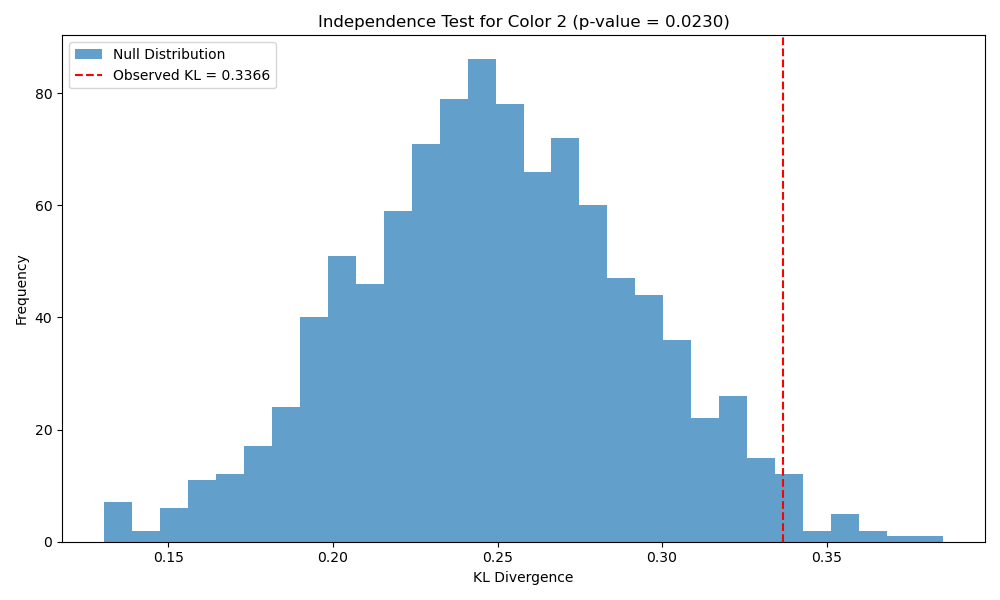 Independence Test for Color 2 (p-value = 0.0230)
Null Distribution
Observed KL = 0.3366
80
60
40
20
0
Frequency
0.15 0.20 0.25 0.30 0.35
KL Divergence